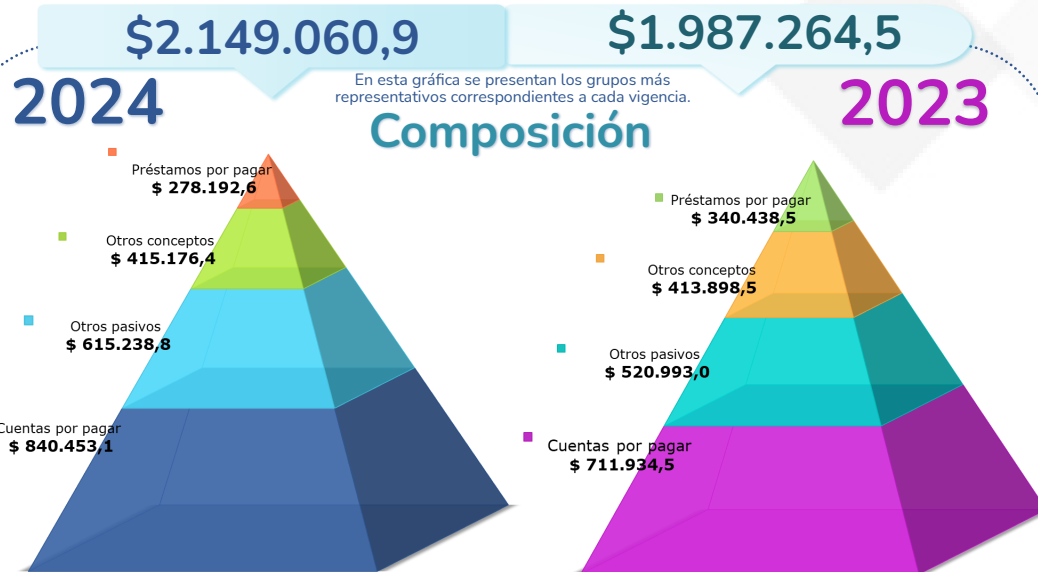 $2.149.060,9
$1.987.264,5
En esta gráfica se presentan los grupos más
representativos correspondientes a cada vigencia.
2024
2023
Composición
Préstamos por pagar
$ 278.192,6
Otros conceptos
$ 415.176,4
Otros pasivos
$ 615.238,8
Cuentas por pagar
$ 840.453,1
Préstamos por pagar
$ 340.438,5
Otros conceptos
$ 413.898,5
Otros pasivos
$ 520.993,0
Cuentas por pagar
$ 711.934,5